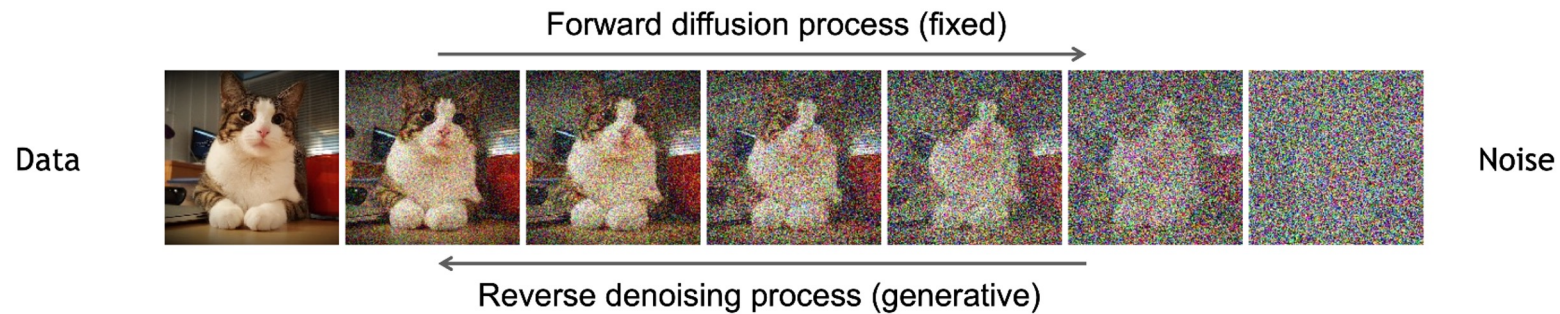 Forward diffusion process (fixed)
Data
Noise
Reverse denoising process (generative)